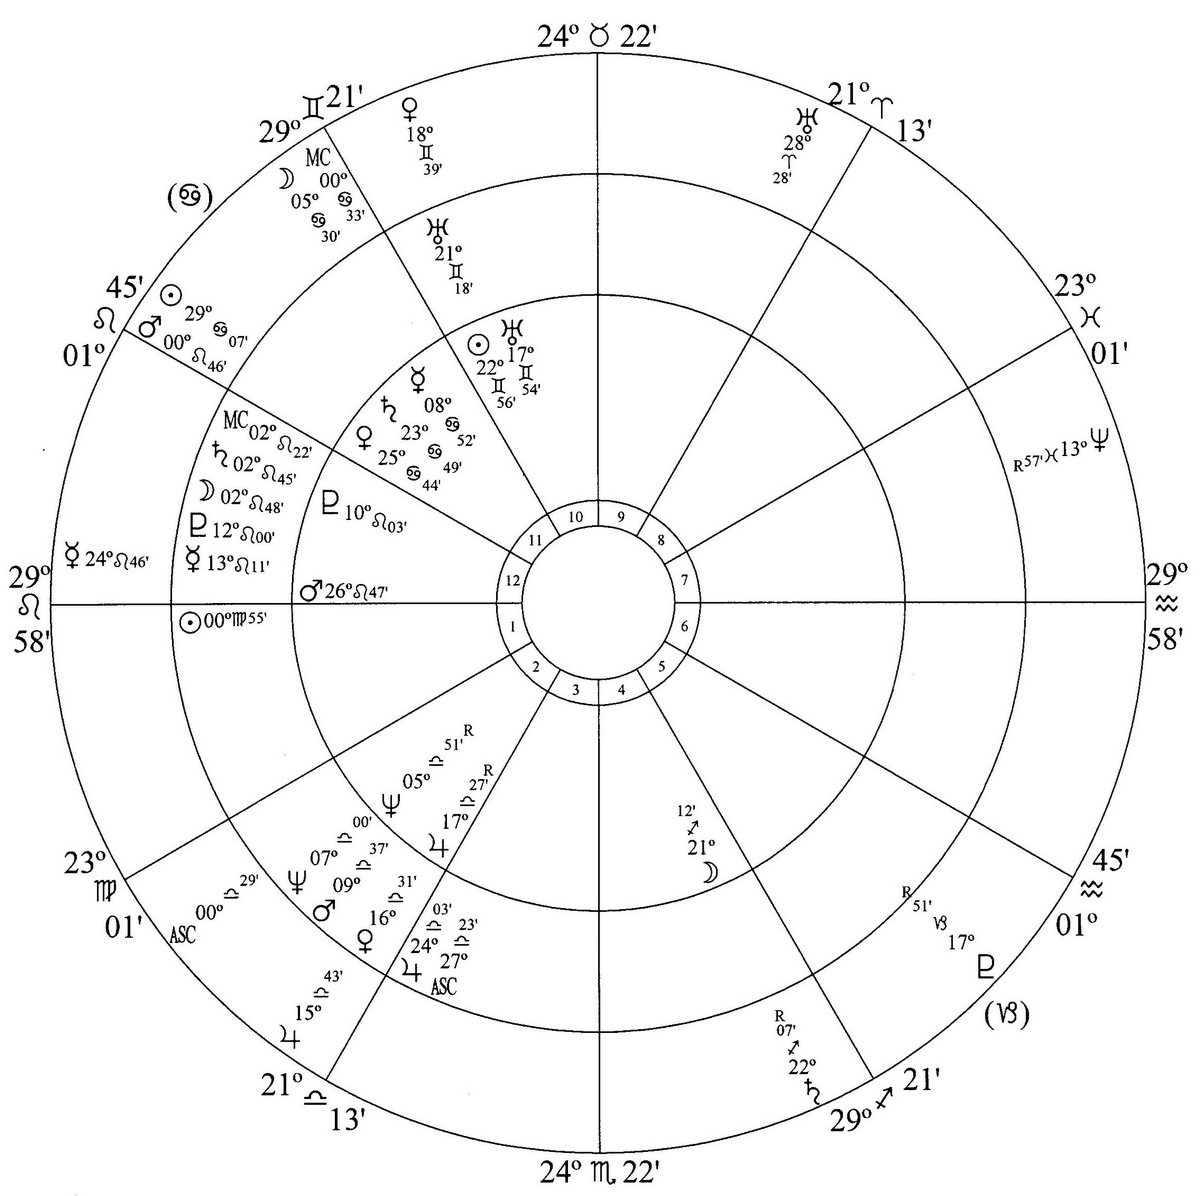 24° ♉ 22'
29° ♊ 21'
21° ♈ 13'
♀ 18° ♊ 39'
♅ 28° ♈ 28'
MC 00° ♋ 33'
☽ 05° ♋ 30'
(♋)
♅ 21° ♊ 18'
☉ 29° ♋ 07'
♂ 00° ♌ 46'
01° ♌ 45'
23° ♓ 01'
☉ 22° ♊ 56'
♅ 17° ♊ 54'
☿ 08° ♋ 52'
♄ 23° ♋ 49'
♀ 25° ♋ 44'
MC 02° ♌ 22'
♄ 02° ♌ 45'
☽ 02° ♌ 48'
♇ 12° ♌ 00'
☿ 13° ♌ 11'
♇ 10° ♌ 03'
♆ 13° ♓ 57' R
10 9
11 8
12 7
1 6
2 5
3 4
☿ 24° ♌ 46'
♂ 26° ♌ 47'
29° ♌ 58'
29° ♒ 58'
☉ 00° ♍ 55'
♆ 05° ♎ 51' R
♃ 17° ♎ 27' R
☽ 21° ♐ 12'
♆ 07° ♎ 00'
♂ 09° ♎ 37'
♀ 16° ♎ 31'
♃ 24° ♎ 03'
ASC 27° ♎ 23'
23° ♍ 01'
01° ♒ 45'
ASC 00° ♎ 29'
♃ 15° ♎ 43'
♇ 17° ♑ 51' R
(♑)
♄ 22° ♐ 07' R
21° ♎ 13'
29° ♐ 21'
24° ♏ 22'